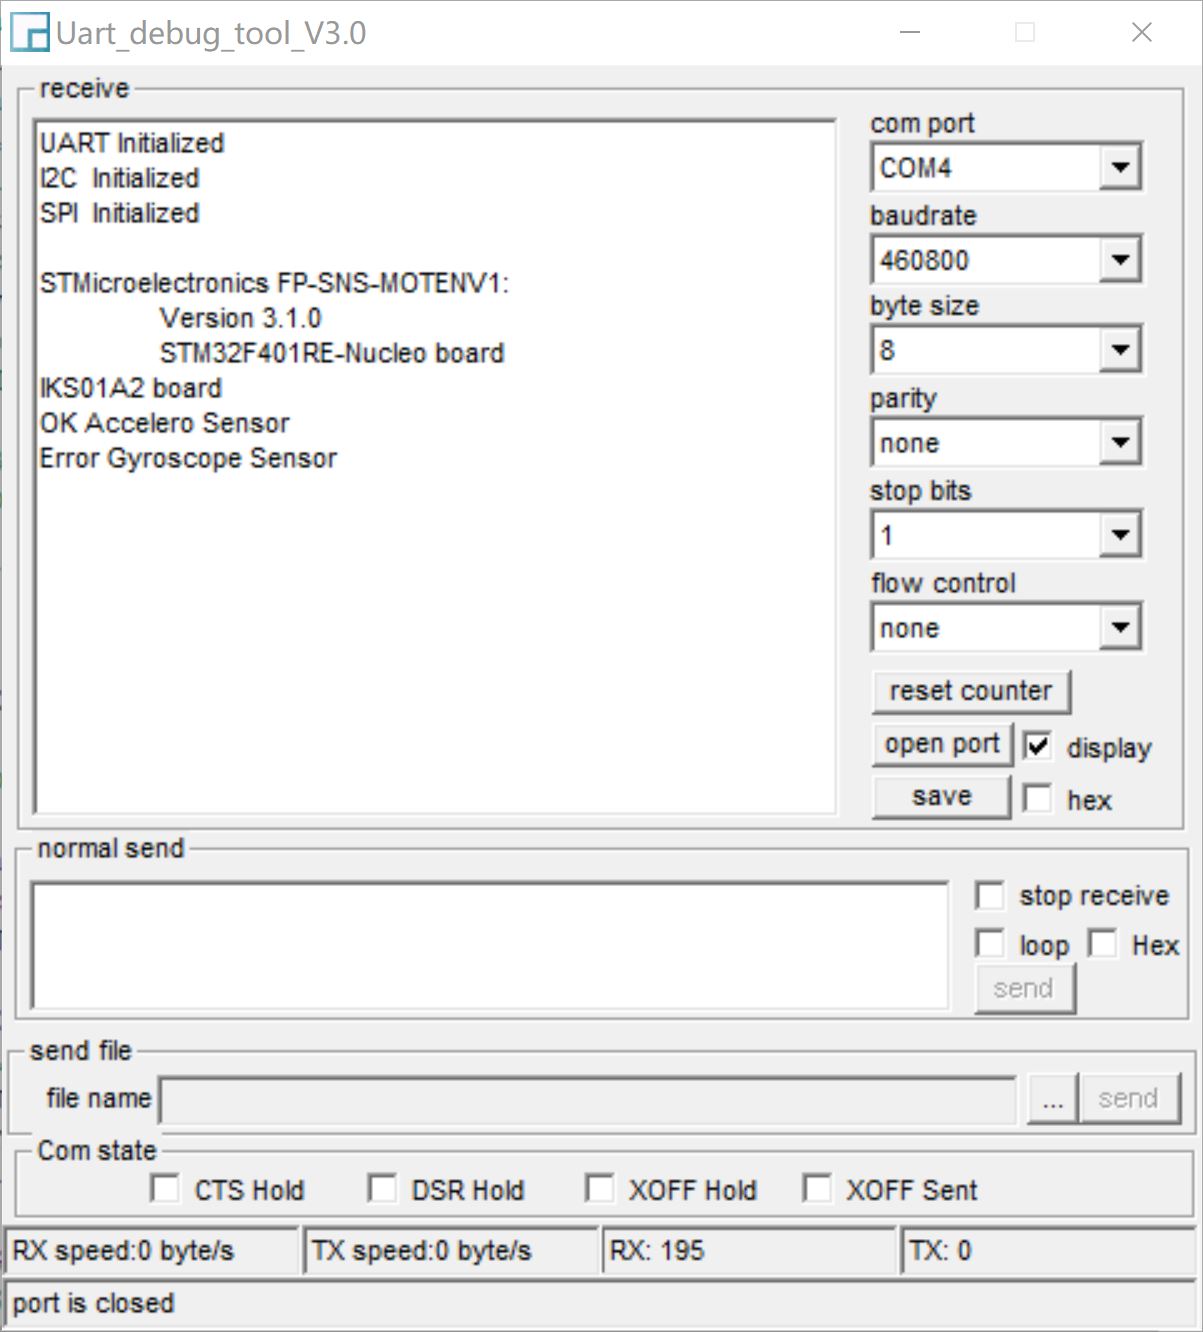 Uart_debug_tool_V3.0
receive
UART Initialized
I2C  Initialized
SPI  Initialized
STMicroelectronics FP-SNS-MOTENV1:
Version 3.1.0
STM32F401RE-Nucleo board
IKS01A2 board
OK Accelero Sensor
Error Gyroscope Sensor
com port
COM4
baudrate
460800
byte size
8
parity
none
stop bits
1
flow control
none
reset counter
open port display
save hex
normal send
stop receive
loop Hex
send
send file
file name ... send
Com state
CTS Hold DSR Hold XOFF Hold XOFF Sent
RX speed:0 byte/s TX speed:0 byte/s RX: 195 TX: 0
port is closed